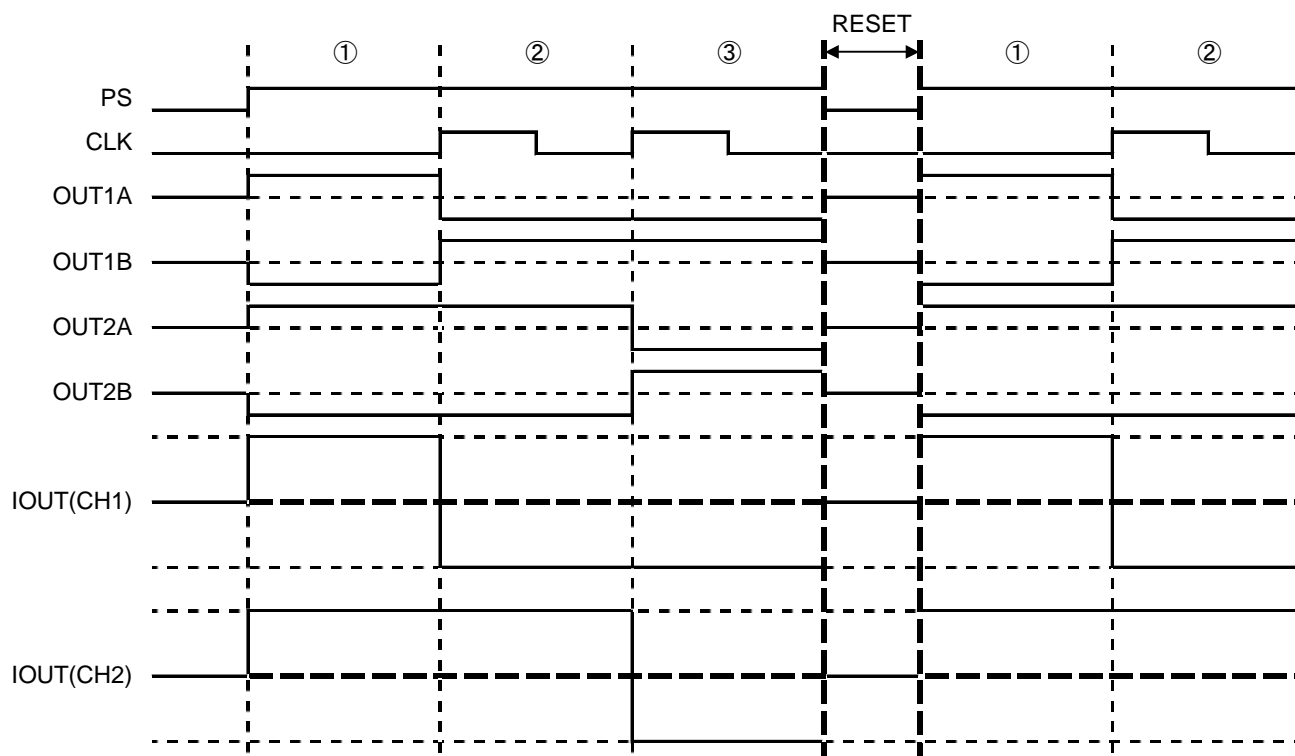 RESET
① ② ③ ① ②
PS
CLK
OUT1A
OUT1B
OUT2A
OUT2B
IOUT(CH1)
IOUT(CH2)